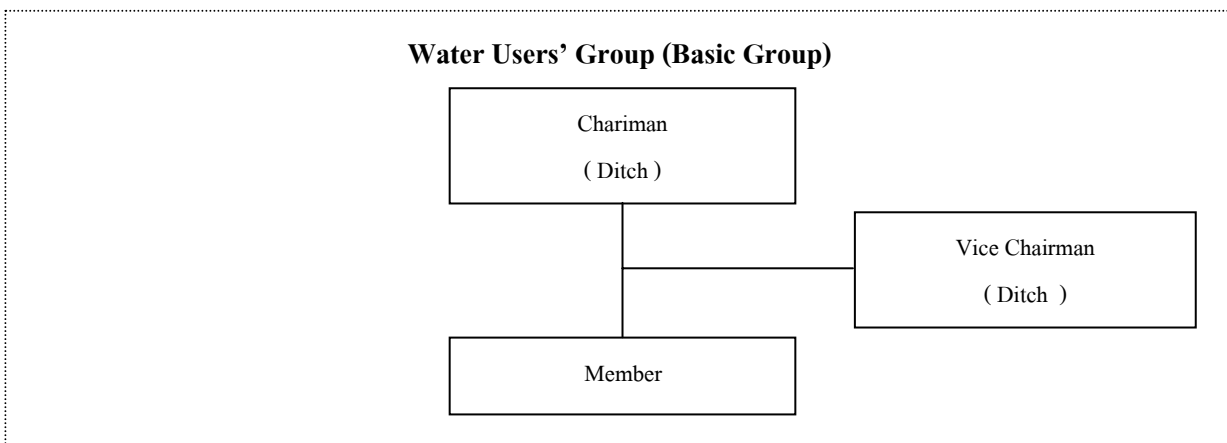 Water Users’ Group (Basic Group)
Chariman
( Ditch )
Vice Chairman
( Ditch )
Member